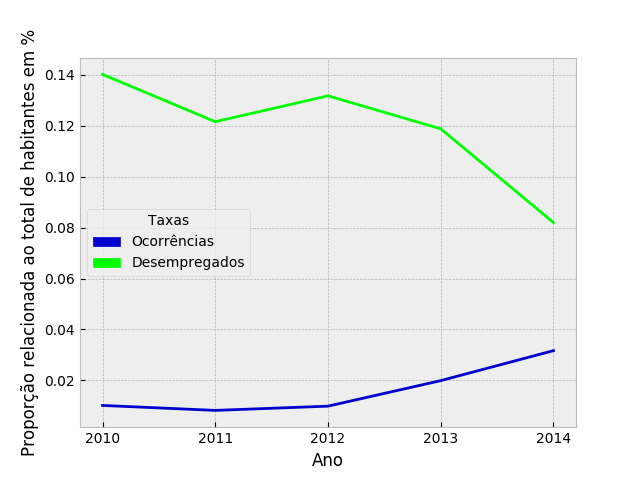 Proporção relacionada ao total de habitantes em %
0.14
0.12
0.10
0.08
0.06
0.04
0.02
Taxas
Ocorrências
Desempregados
2010 2011 2012 2013 2014
Ano